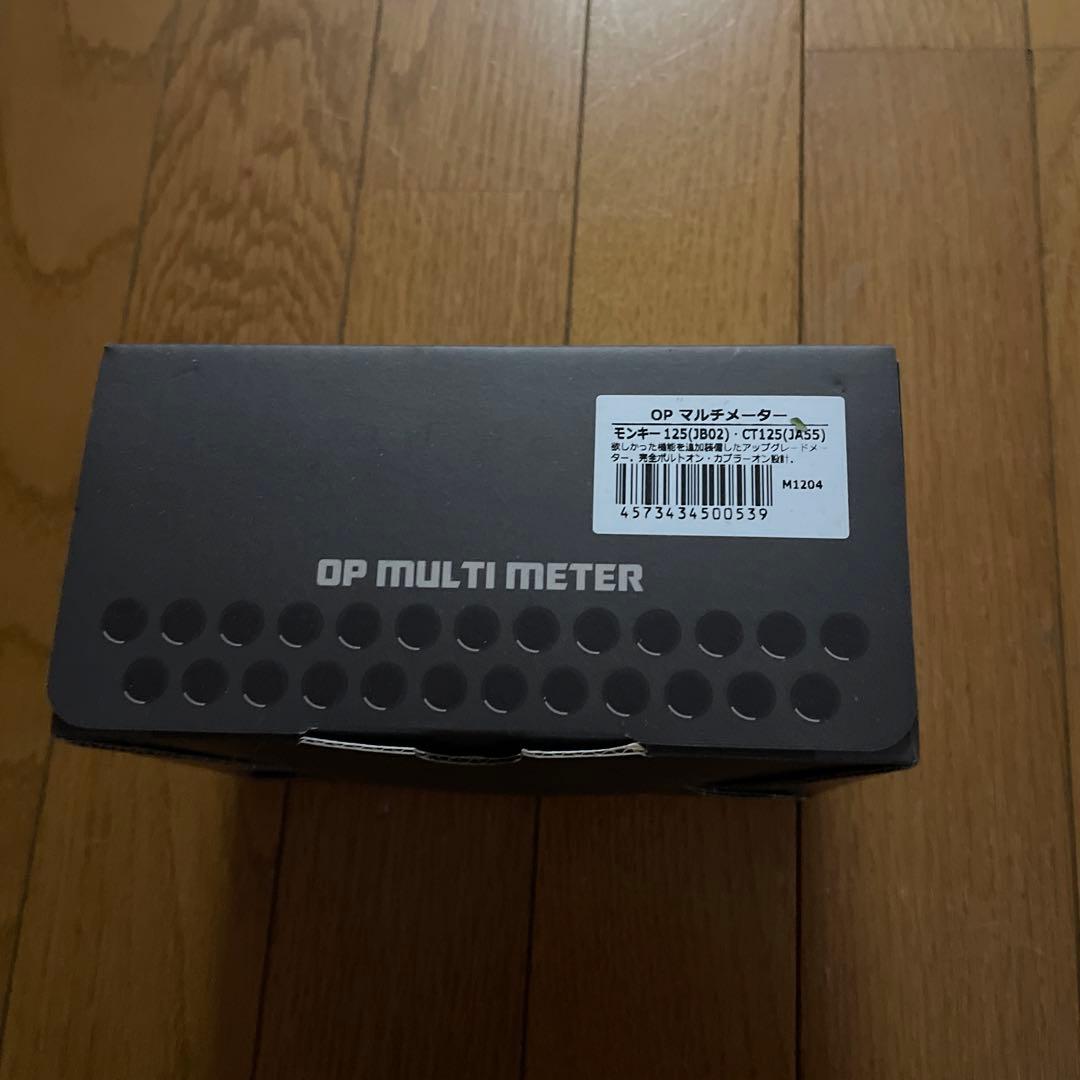 OP マルチメーター
モンキー125(JB02)・CT125(JA55)
欲しかった機能を追加装備したアップグレードメー
ター。完全ボルトオン・カプラーオン設計。
M1204
4573434500539
OP MULTI METER